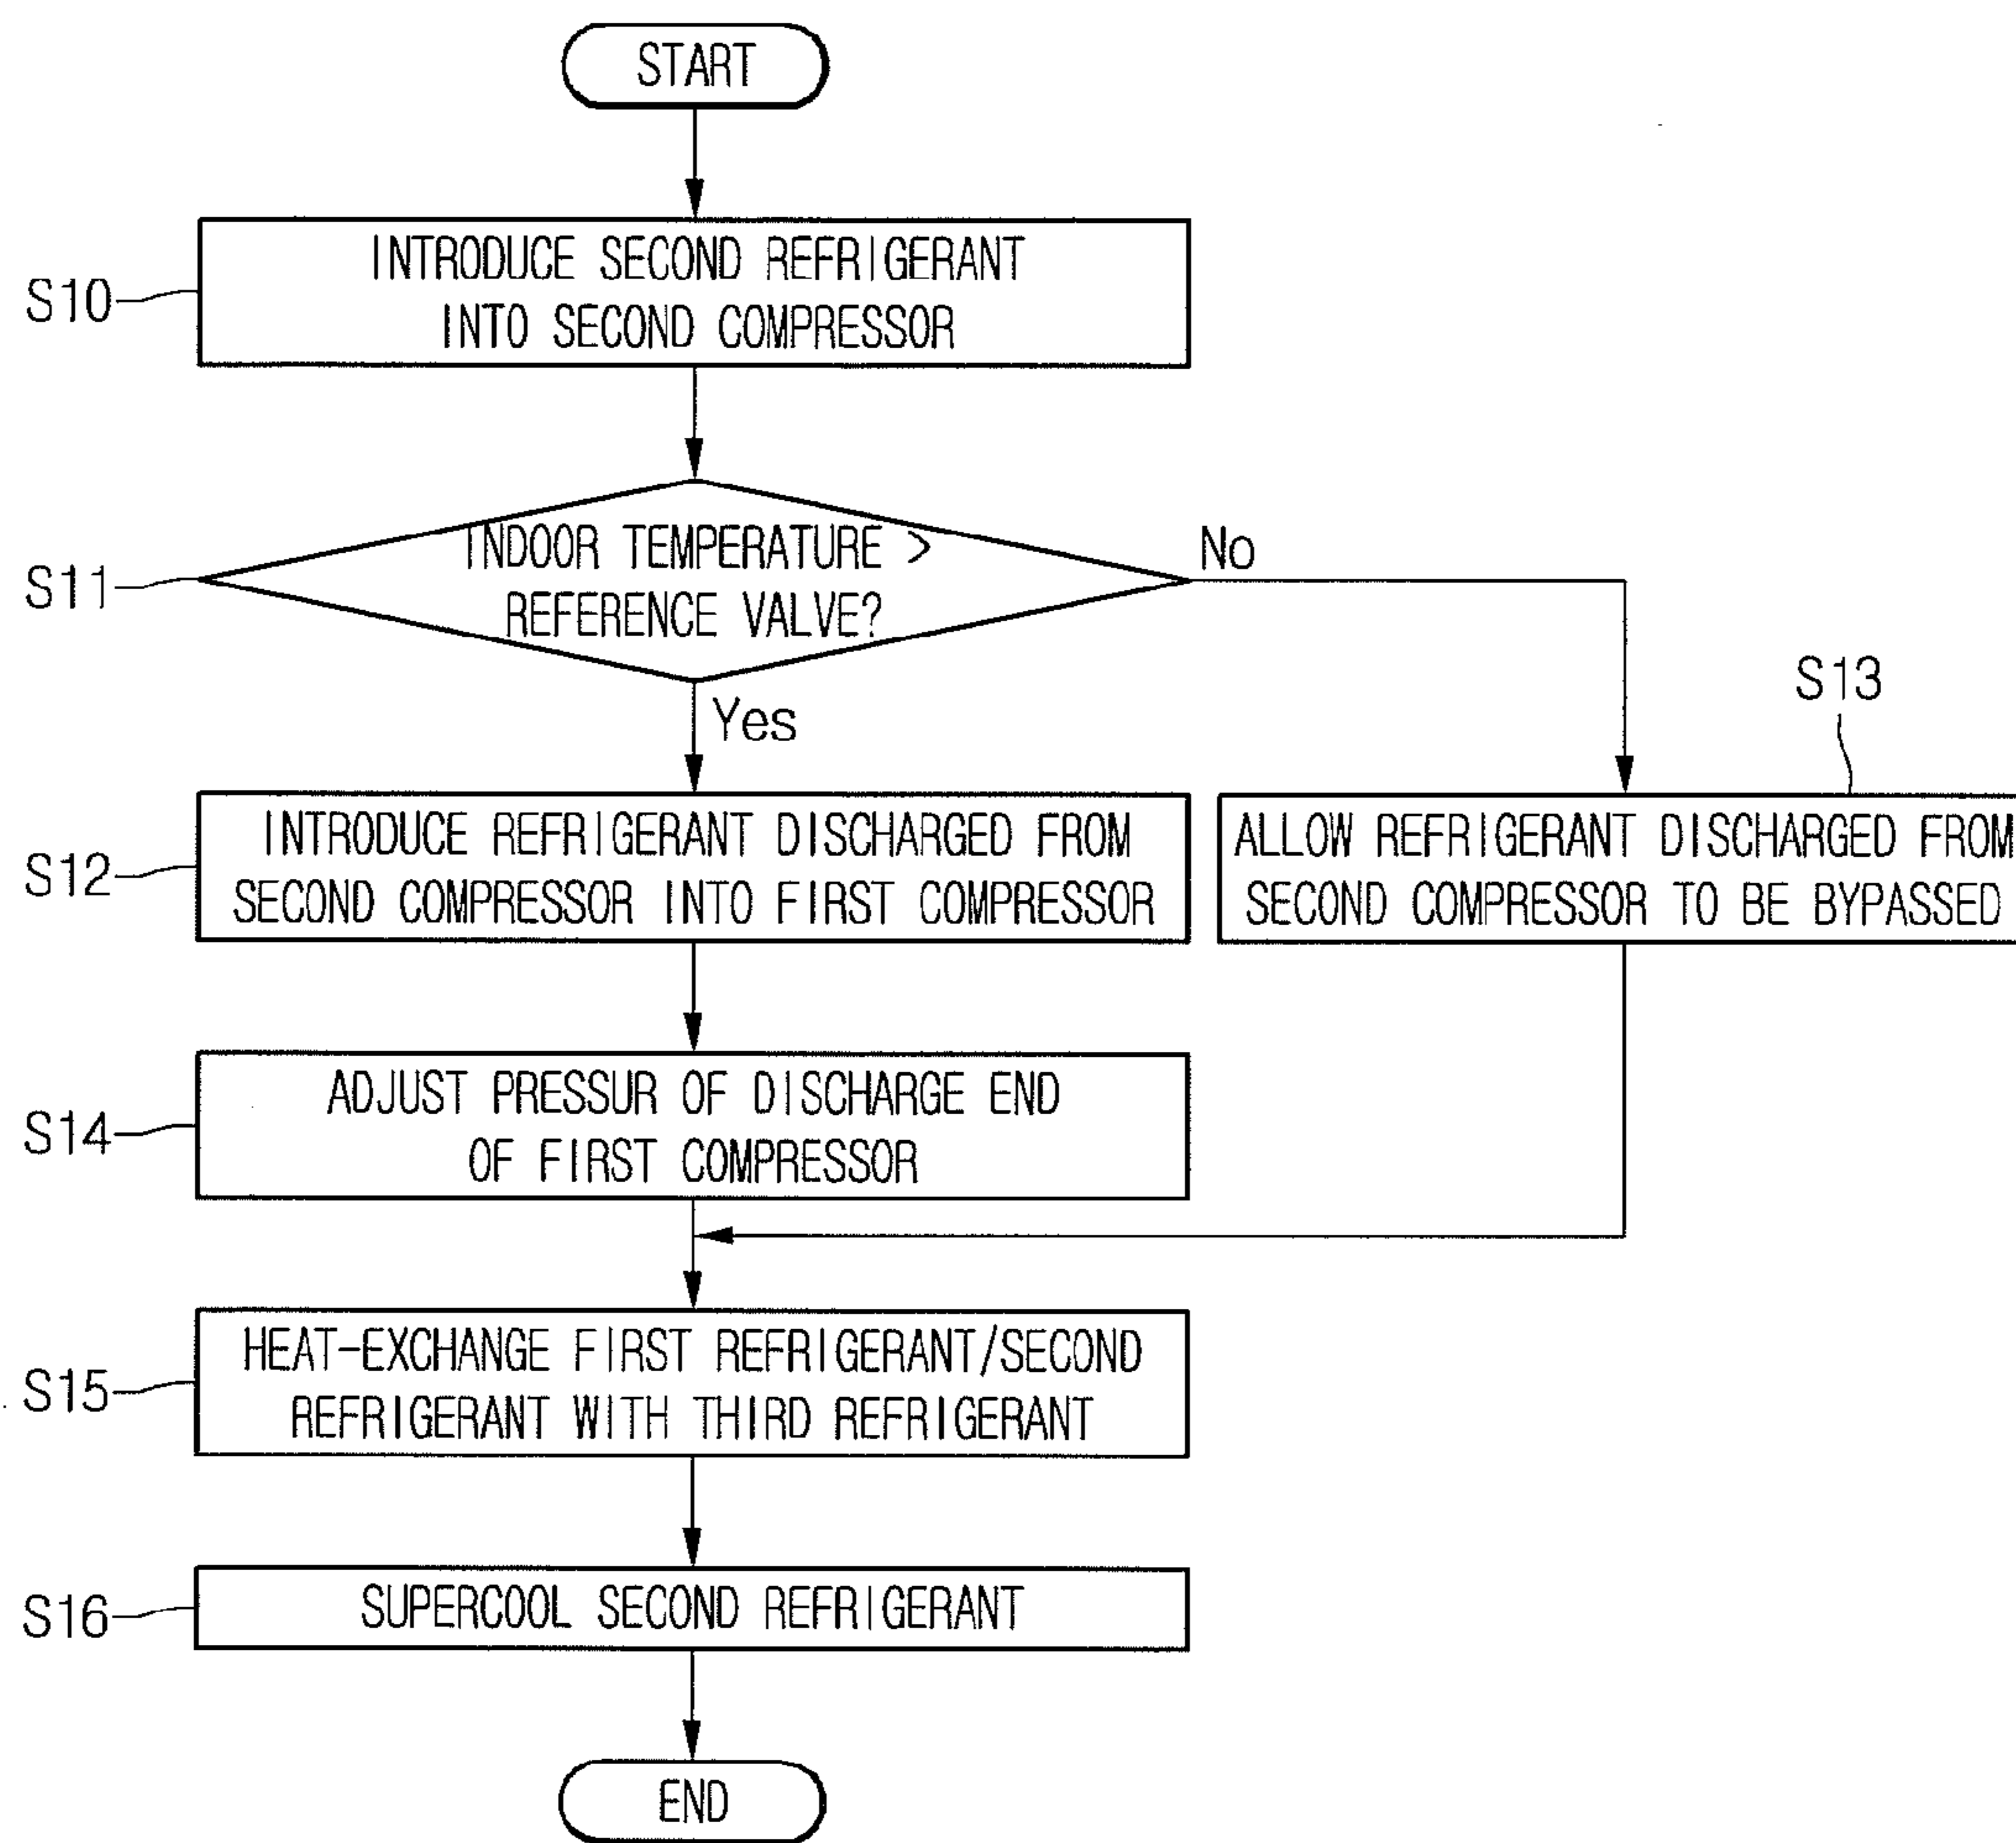 START
S10
INTRODUCE SECOND REFRIGERANT
INTO SECOND COMPRESSOR
S11
INDOOR TEMPERATURE >
REFERENCE VALVE?
No
Yes
S12
INTRODUCE REFRIGERANT DISCHARGED FROM
SECOND COMPRESSOR INTO FIRST COMPRESSOR
S13
ALLOW REFRIGERANT DISCHARGED FROM
SECOND COMPRESSOR TO BE BYPASSED
S14
ADJUST PRESSUR OF DISCHARGE END
OF FIRST COMPRESSOR
S15
HEAT-EXCHANGE FIRST REFRIGERANT/SECOND
REFRIGERANT WITH THIRD REFRIGERANT
S16
SUPERCOOL SECOND REFRIGERANT
END